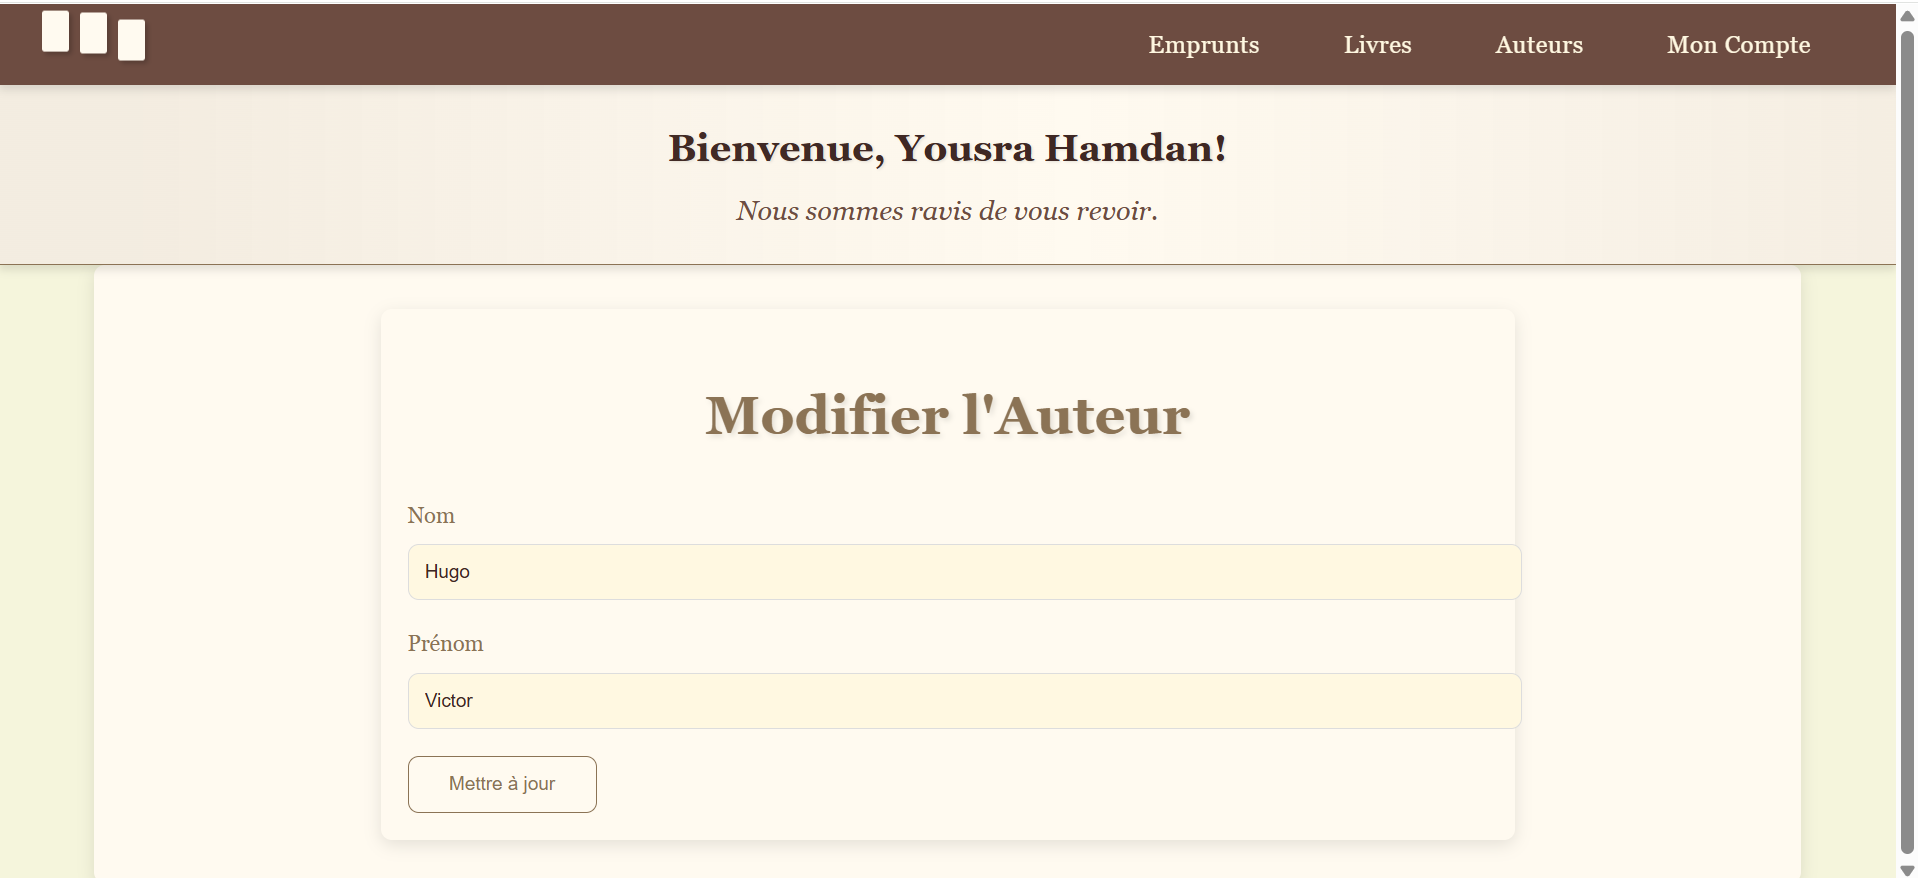 Emprunts Livres Auteurs Mon Compte
Bienvenue, Yousra Hamdan!
Nous sommes ravis de vous revoir.
Modifier l'Auteur
Nom
Hugo
Prénom
Victor
Mettre à jour